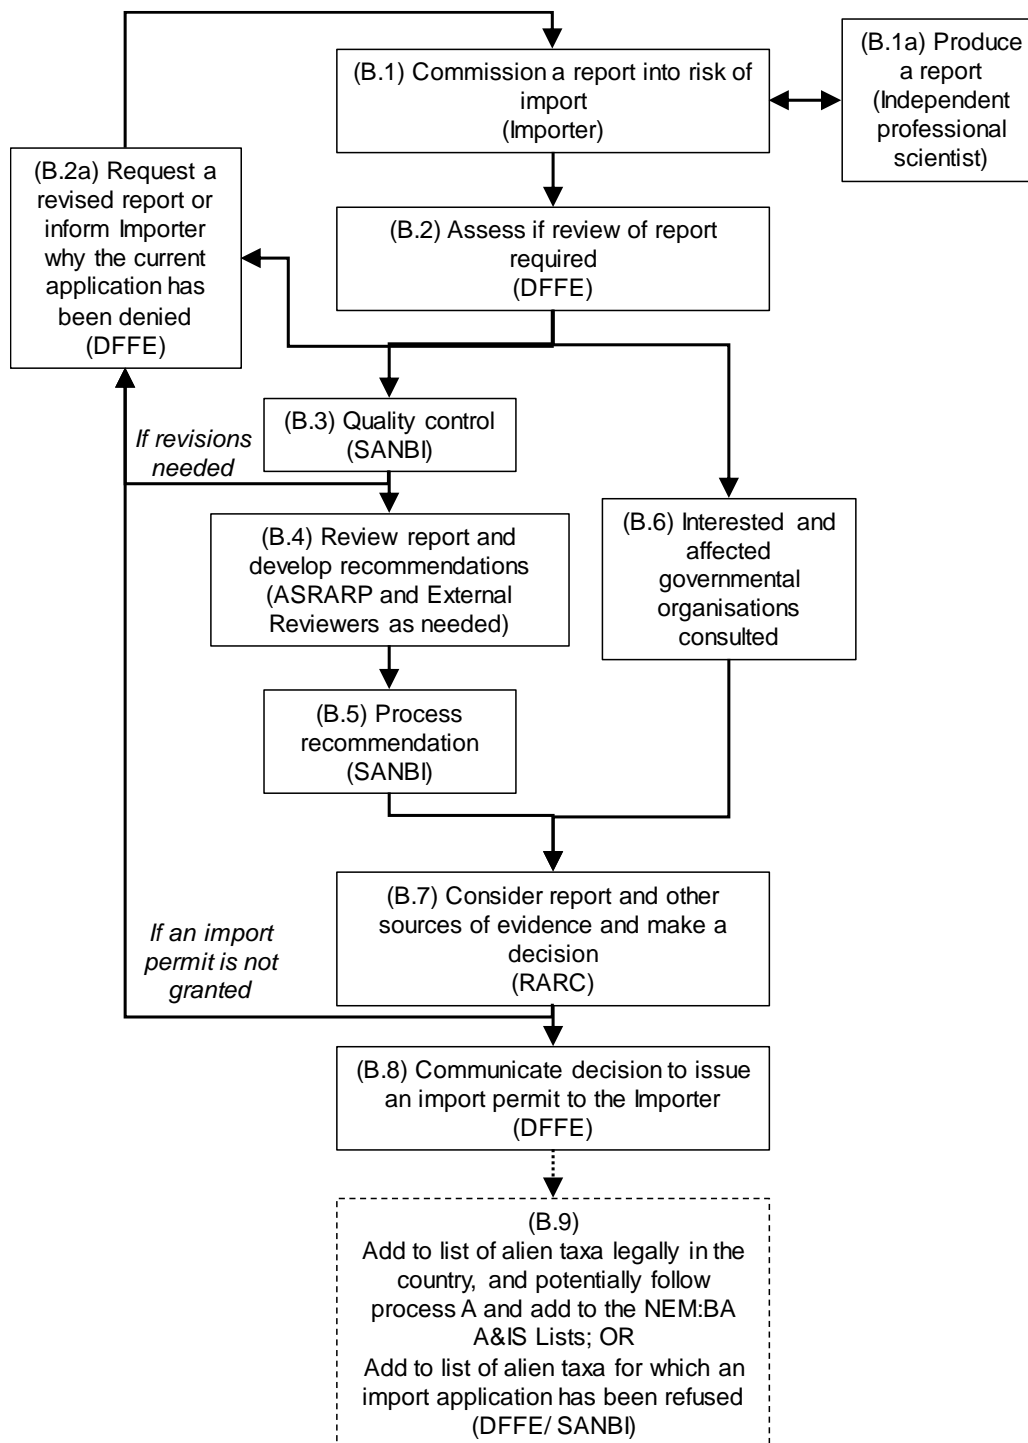 (B.1) Commission a report into risk of
import
(Importer)
(B.1a) Produce
a report
(Independent
professional
scientist)
(B.2a) Request a
revised report or
inform Importer
why the current
application has
been denied
(DFFE)
(B.2) Assess if review of report
required
(DFFE)
If revisions
needed
(B.3) Quality control
(SANBI)
(B.4) Review report and
develop recommendations
(ASRARP and External
Reviewers as needed)
(B.6) Interested and
affected
governmental
organisations
consulted
(B.5) Process
recommendation
(SANBI)
(B.7) Consider report and other
sources of evidence and make a
decision
(RARC)
If an import
permit is not
granted
(B.8) Communicate decision to issue
an import permit to the Importer
(DFFE)
(B.9)
Add to list of alien taxa legally in the
country, and potentially follow
process A and add to the NEM:BA
A&IS Lists; OR
Add to list of alien taxa for which an
import application has been refused
(DFFE/ SANBI)